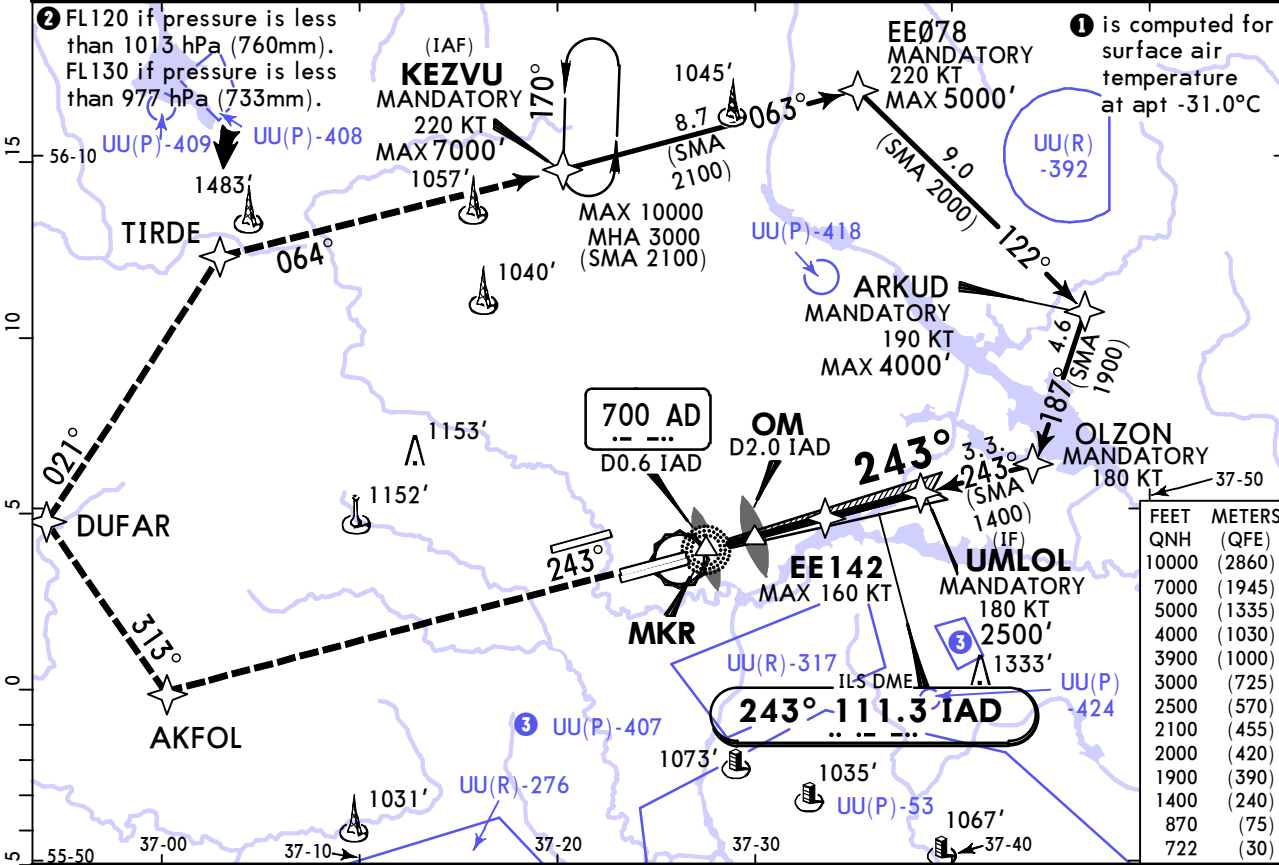 ❷ FL120 if pressure is less
than 1013 hPa (760mm).
FL130 if pressure is less
than 977 hPa (733mm).
❶ is computed for
surface air
temperature
at apt -31.0°C
UU(P)-409
UU(P)-408
(IAF)
KEZVU
MANDATORY
220 KT
MAX 7000'
170°
1045'
8.7
063°
(SMA
2100)
EEØ78
MANDATORY
220 KT
MAX 5000'
UU(R)
-392
15
56-10
1483'
1057'
TIRDE
064°
MAX 10000
MHA 3000
(SMA 2100)
9.0
(SMA 2000)
122°
UU(P)-418
1040'
ARKUD
MANDATORY
190 KT
MAX 4000'
10
4.6
(SMA
1900)
187°
700 AD
D0.6 IAD
OM
D2.0 IAD
243°
3.3
243°
(SMA
1400)
(IF)
OLZON
MANDATORY
180 KT
37-50
1153'
1152'
021°
5
DUFAR
243°
EE142
MAX 160 KT
UMLOL
MANDATORY
180 KT
2500'
MKR
313°
UU(R)-317
❸
1333'
UU(P)
-424
0
AKFOL
ILS DME
243° 111.3 IAD
❸ UU(P)-407
1073'
1035'
UU(P)-53
UU(R)-276
1031'
1067'
37-00
37-10
37-20
37-30
37-40
5
55-50
FEET METERS
QNH (QFE)
10000 (2860)
7000 (1945)
5000 (1335)
4000 (1030)
3900 (1000)
3000 (725)
2500 (570)
2100 (455)
2000 (420)
1900 (390)
1400 (240)
870 (75)
722 (30)